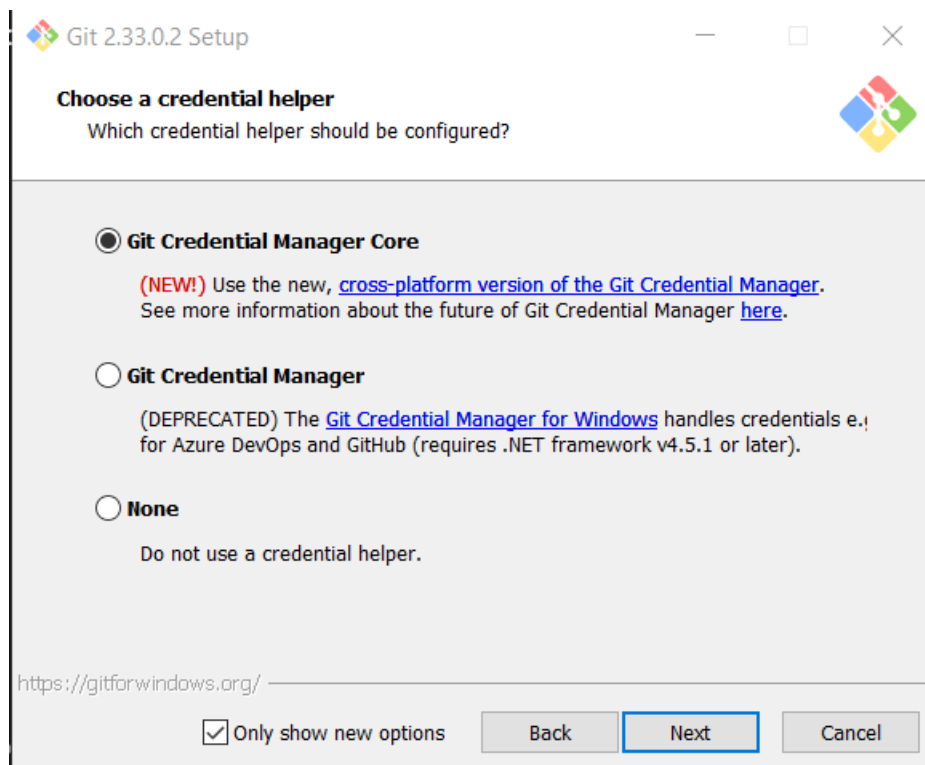 Git 2.33.0.2 Setup
Choose a credential helper
Which credential helper should be configured?
Git Credential Manager Core
(NEW!) Use the new, cross-platform version of the Git Credential Manager.
See more information about the future of Git Credential Manager here.
Git Credential Manager
(DEPRECATED) The Git Credential Manager for Windows handles credentials e.g
for Azure DevOps and GitHub (requires .NET framework v4.5.1 or later).
None
Do not use a credential helper.
https://gitforwindows.org/
Only show new options
Back
Next
Cancel